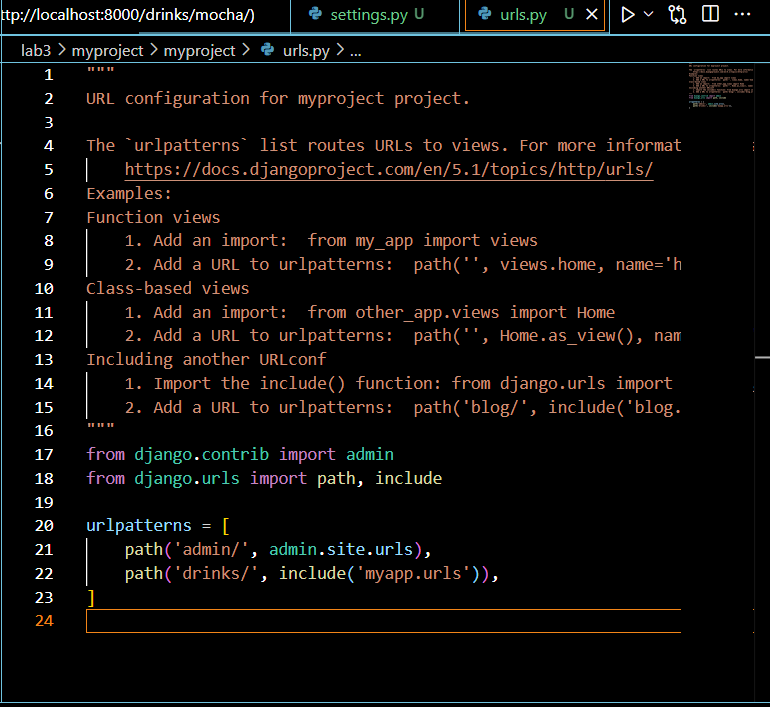 ttp://localhost:8000/drinks/mocha/) settings.py U urls.py U
lab3 > myproject > myproject > urls.py > ...
1 """
2 URL configuration for myproject project.
3
4 The `urlpatterns` list routes URLs to views. For more informat
5 https://docs.djangoproject.com/en/5.1/topics/http/urls/
6 Examples:
7 Function views
8 1. Add an import:  from my_app import views
9 2. Add a URL to urlpatterns:  path('', views.home, name='h
10 Class-based views
11 1. Add an import:  from other_app.views import Home
12 2. Add a URL to urlpatterns:  path('', Home.as_view(), nam
13 Including another URLconf
14 1. Import the include() function: from django.urls import
15 2. Add a URL to urlpatterns:  path('blog/', include('blog.
16 """
17 from django.contrib import admin
18 from django.urls import path, include
19
20 urlpatterns = [
21 path('admin/', admin.site.urls),
22 path('drinks/', include('myapp.urls')),
23 ]
24